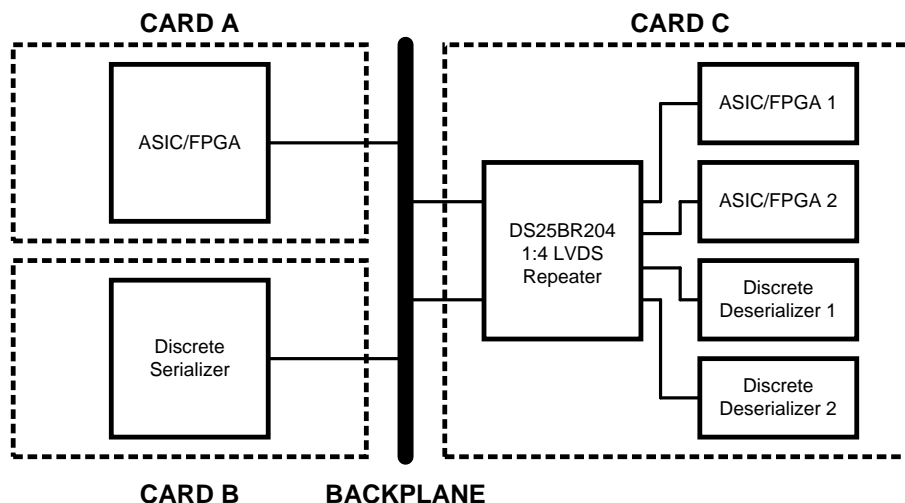 CARD A
CARD C
ASIC/FPGA
ASIC/FPGA 1
ASIC/FPGA 2
DS25BR204
1:4 LVDS
Repeater
Discrete
Deserializer 1
Discrete
Serializer
Discrete
Deserializer 2
CARD B
BACKPLANE